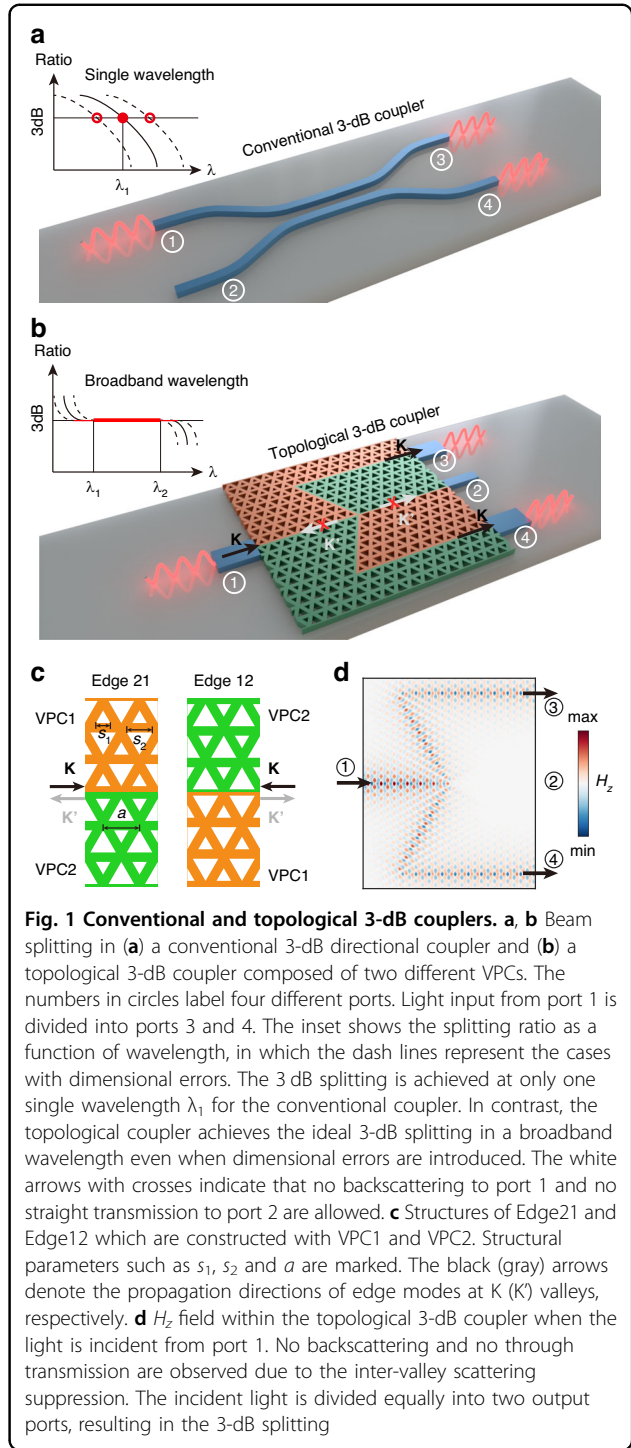 a
Ratio
Single wavelength
3dB
λ
λ1
Conventional 3-dB coupler
①
②
③
④
b
Ratio
Broadband wavelength
3dB
λ1
λ2
λ
Topological 3-dB coupler
K
③
②
K'
K'
K
④
K
①
c
Edge 21
Edge 12
VPC1
s1
s2
VPC2
K
K
K'
a
K'
VPC2
VPC1
d
①
③
②
④
max
Hz
min
Fig. 1 Conventional and topological 3-dB couplers. a, b Beam
splitting in (a) a conventional 3-dB directional coupler and (b) a
topological 3-dB coupler composed of two different VPCs. The
numbers in circles label four different ports. Light input from port 1 is
divided into ports 3 and 4. The inset shows the splitting ratio as a
function of wavelength, in which the dash lines represent the cases
with dimensional errors. The 3 dB splitting is achieved at only one
single wavelength λ1 for the conventional coupler. In contrast, the
topological coupler achieves the ideal 3-dB splitting in a broadband
wavelength even when dimensional errors are introduced. The white
arrows with crosses indicate that no backscattering to port 1 and no
straight transmission to port 2 are allowed. c Structures of Edge21 and
Edge12 which are constructed with VPC1 and VPC2. Structural
parameters such as s1, s2 and a are marked. The black (gray) arrows
denote the propagation directions of edge modes at K (K') valleys,
respectively. d Hz field within the topological 3-dB coupler when the
light is incident from port 1. No backscattering and no through
transmission are observed due to the inter-valley scattering
suppression. The incident light is divided equally into two output
ports, resulting in the 3-dB splitting